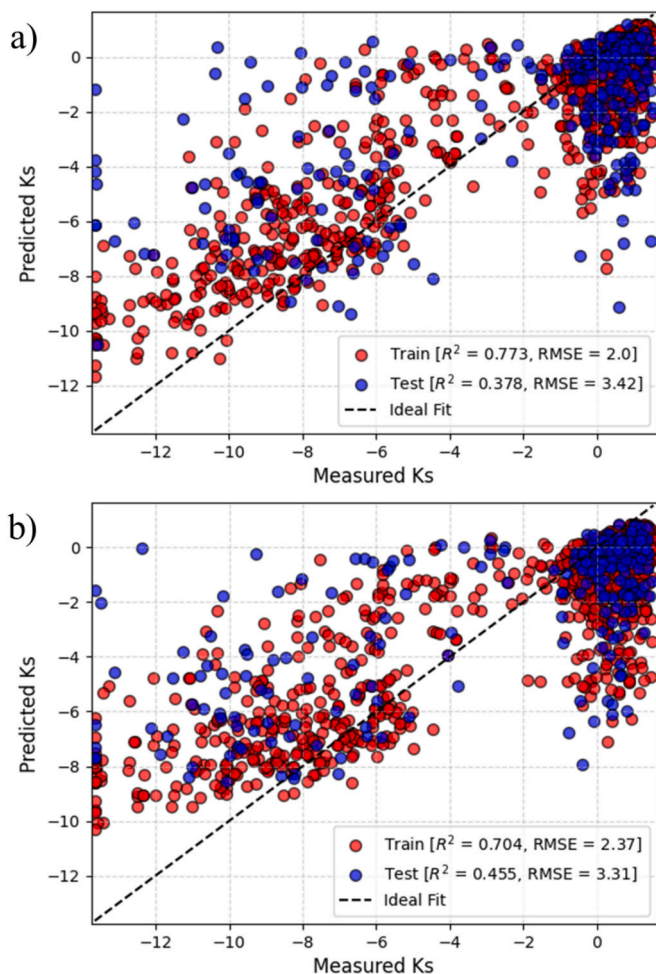 a)
0
−2
−4
−6
−8
−10
−12
Predicted Ks
Train [R² = 0.773, RMSE = 2.0]
Test [R² = 0.378, RMSE = 3.42]
Ideal Fit
−12 −10 −8 −6 −4 −2 0
Measured Ks
b)
0
−2
−4
−6
−8
−10
−12
Predicted Ks
Train [R² = 0.704, RMSE = 2.37]
Test [R² = 0.455, RMSE = 3.31]
Ideal Fit
−12 −10 −8 −6 −4 −2 0
Measured Ks